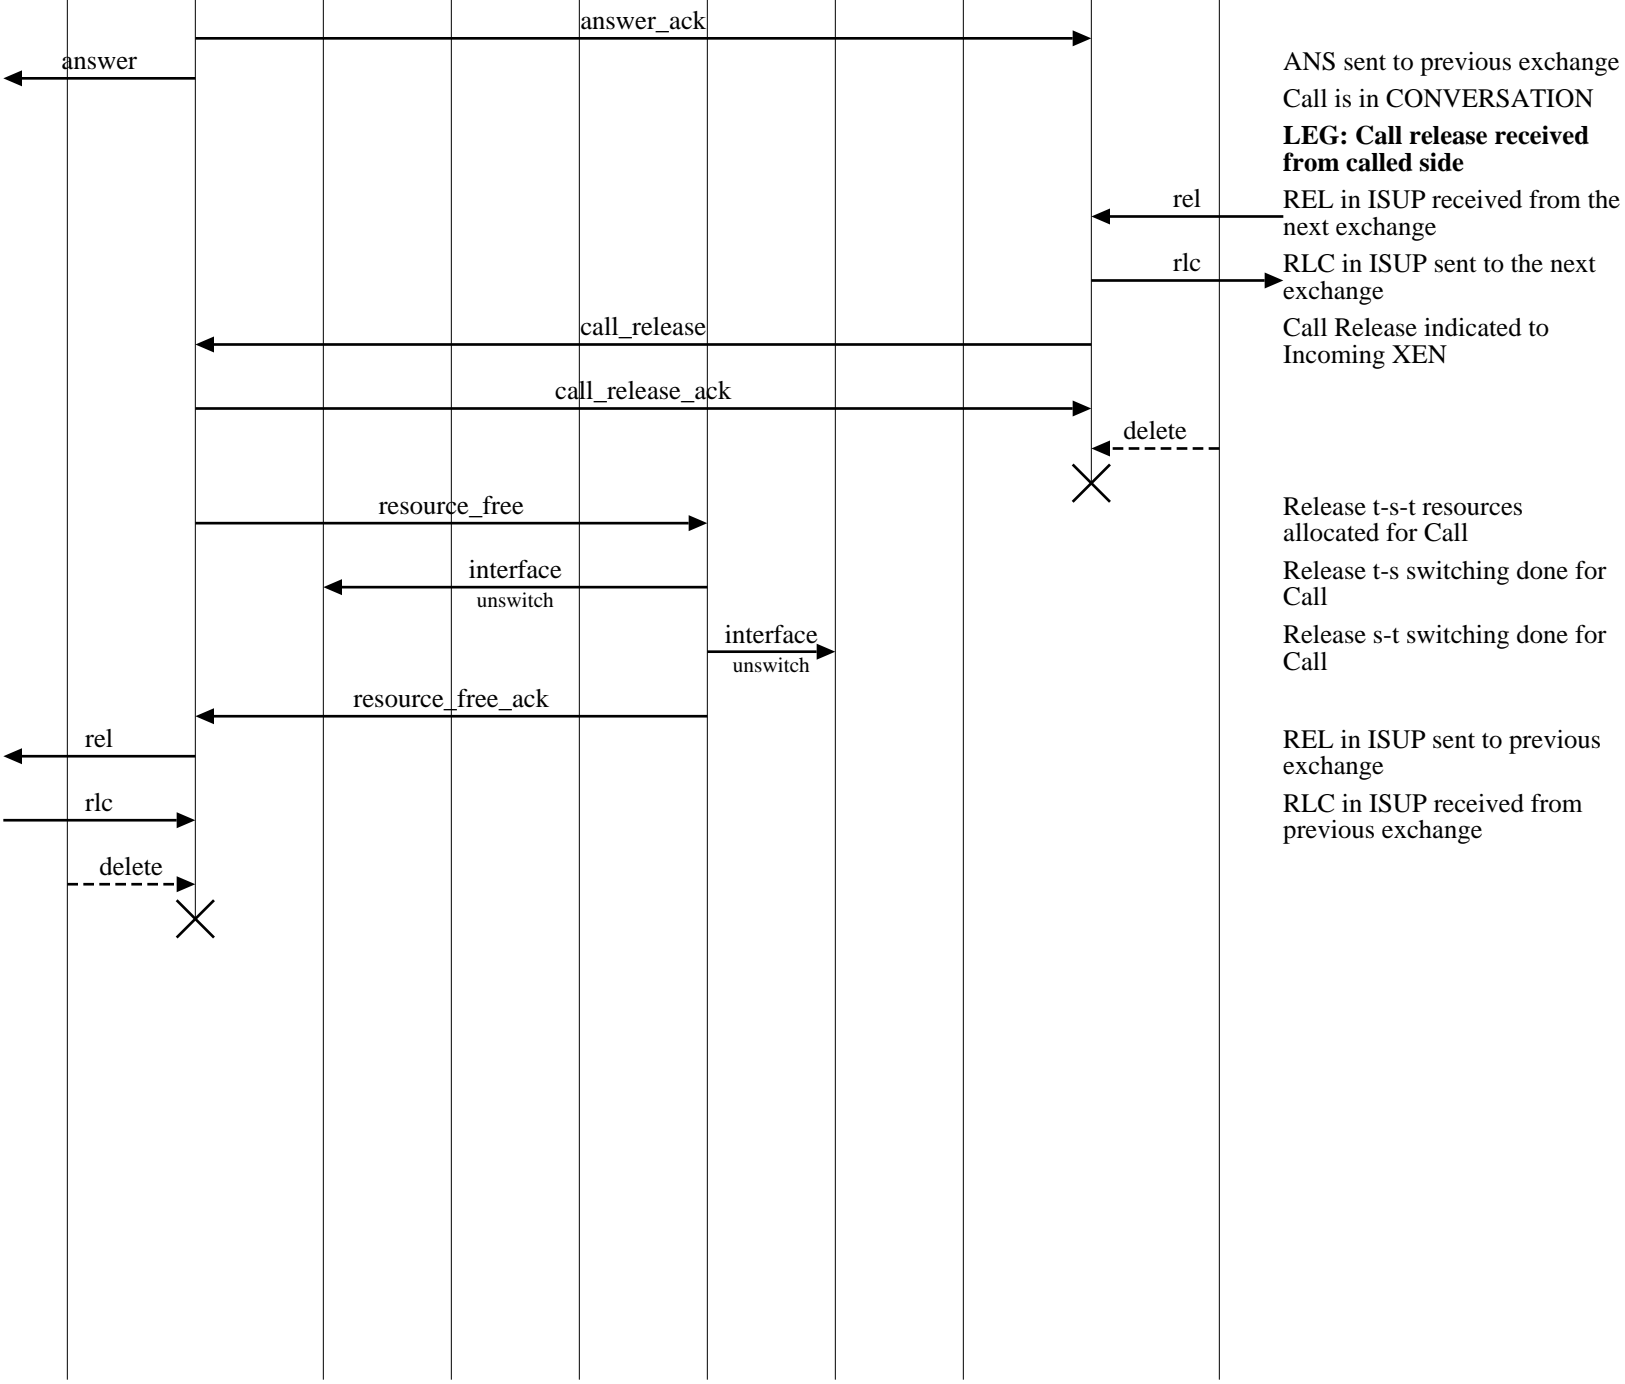 answer_ack
answer
ANS sent to previous exchange
Call is in CONVERSATION
LEG: Call release received
from called side
rel
REL in ISUP received from the
next exchange
rlc
RLC in ISUP sent to the next
exchange
call_release
Call Release indicated to
Incoming XEN
call_release_ack
delete
resource_free
Release t-s-t resources
allocated for Call
interface
unswitch
Release t-s switching done for
Call
interface
unswitch
Release s-t switching done for
Call
resource_free_ack
rel
REL in ISUP sent to previous
exchange
rlc
RLC in ISUP received from
previous exchange
delete